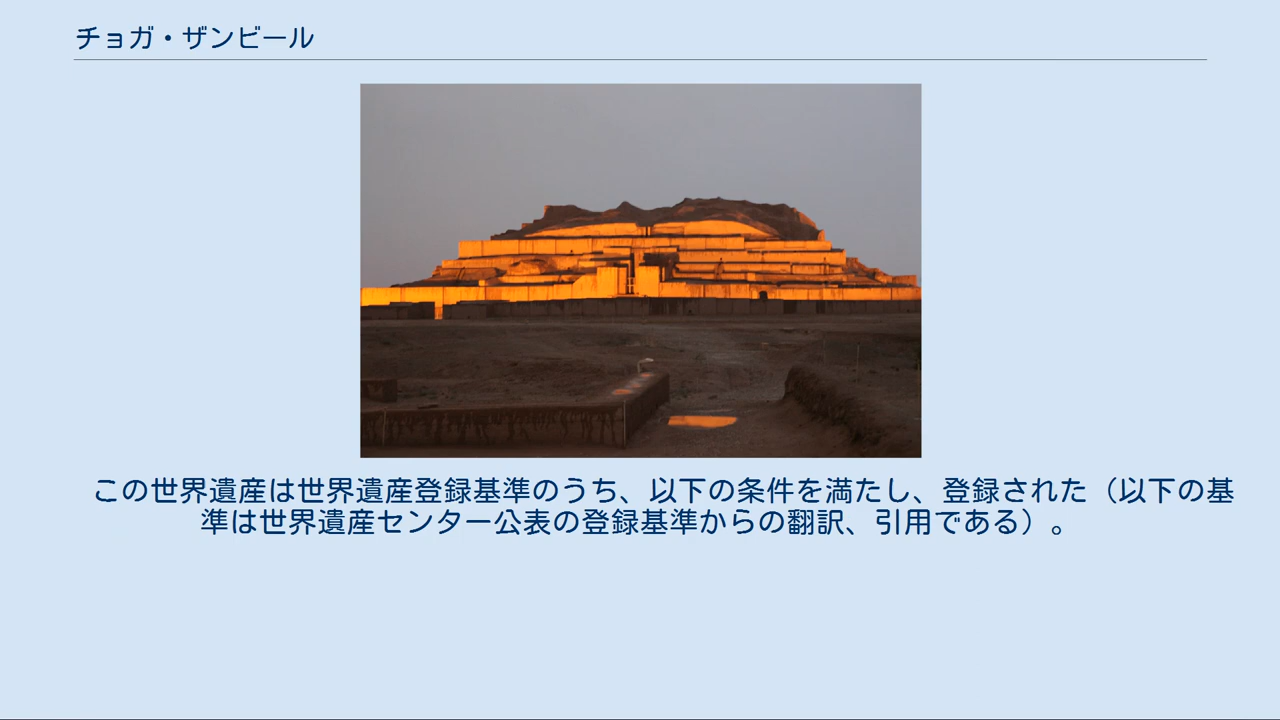 チョガ・ザンビール
この世界遺産は世界遺産登録基準のうち、以下の条件を満たし、登録された（以下の基
準は世界遺産センター公表の登録基準からの翻訳、引用である）。